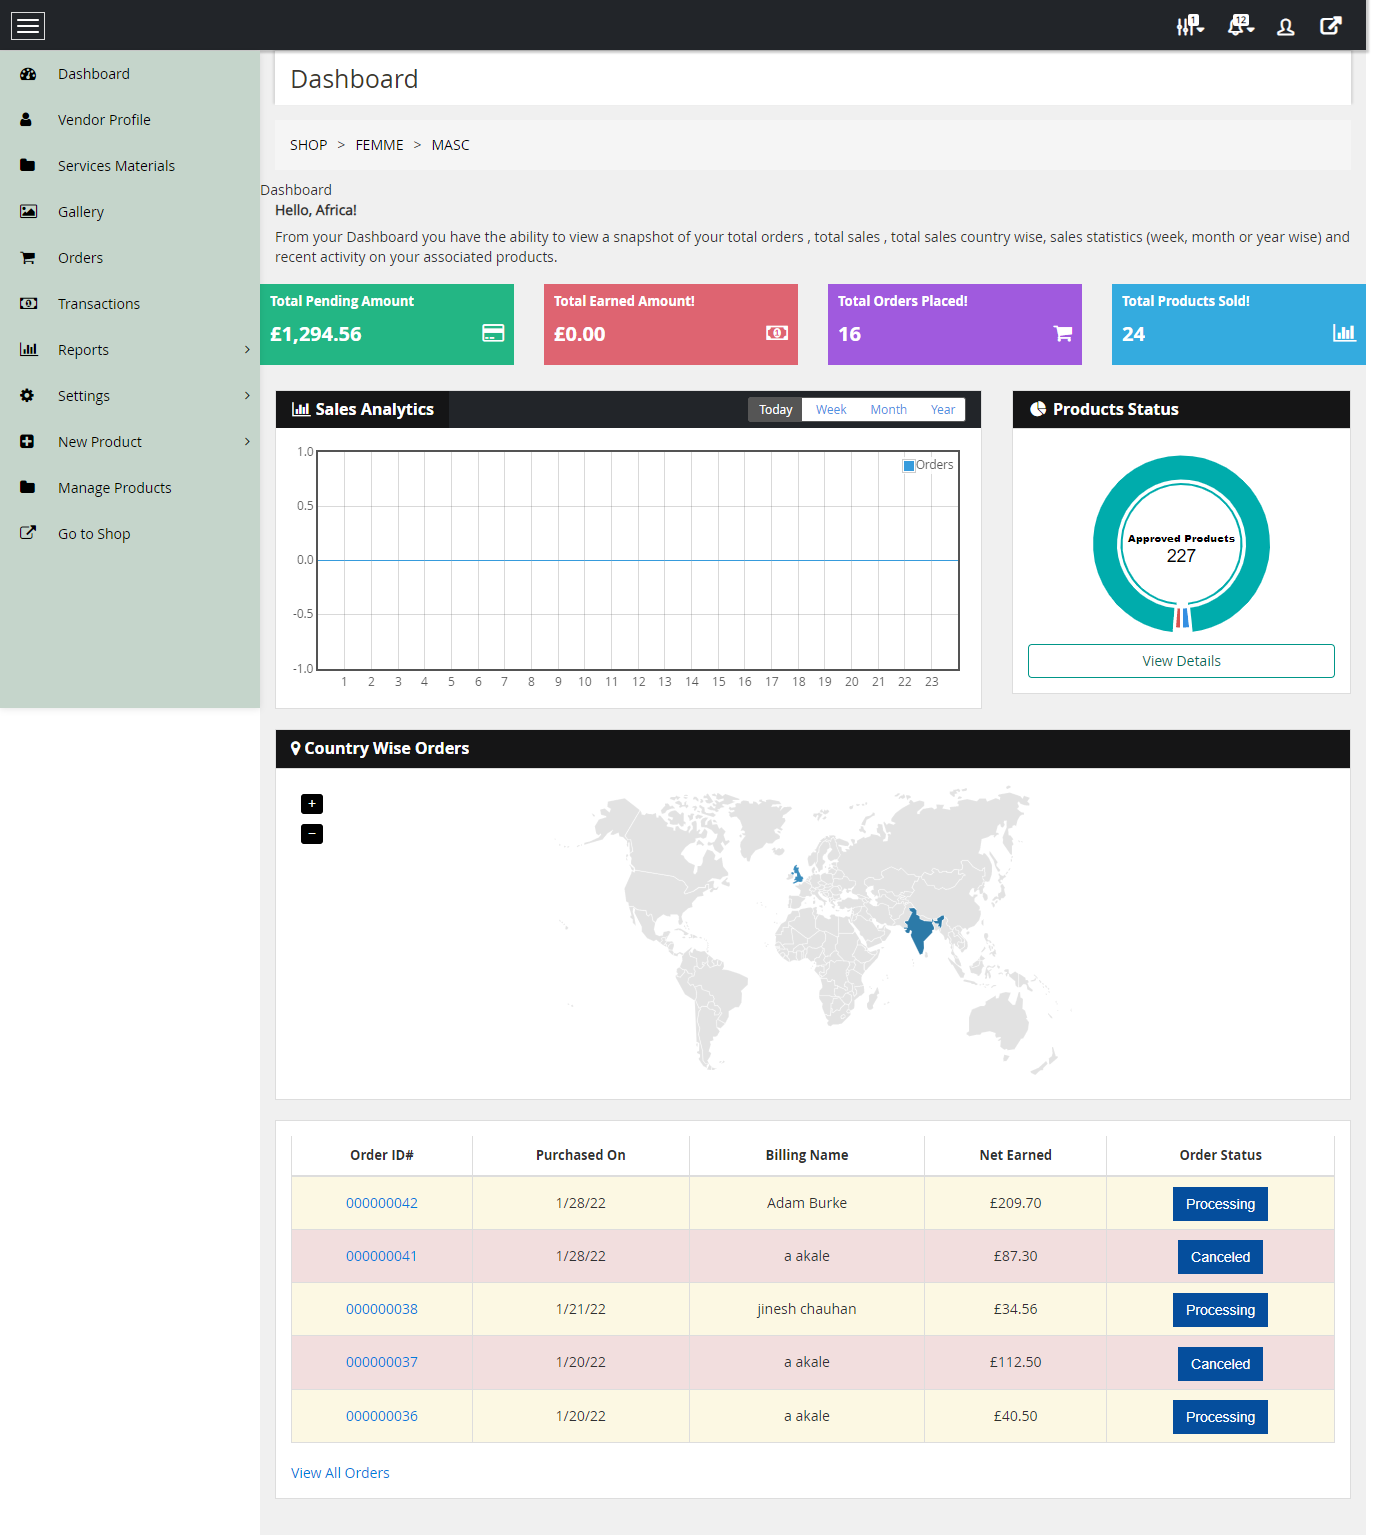 1
12
Dashboard
Vendor Profile
Services Materials
Gallery
Orders
Transactions
Reports
Settings
New Product
Manage Products
Go to Shop
Dashboard
SHOP > FEMME > MASC
Dashboard
Hello, Africa!
From your Dashboard you have the ability to view a snapshot of your total orders , total sales , total sales country wise, sales statistics (week, month or year wise) and
recent activity on your associated products.
Total Pending Amount
£1,294.56
Total Earned Amount!
£0.00
Total Orders Placed!
16
Total Products Sold!
24
Sales Analytics
Today Week Month Year
1.0
0.5
0.0
-0.5
-1.0
Orders
1 2 3 4 5 6 7 8 9 10 11 12 13 14 15 16 17 18 19 20 21 22 23
Products Status
Approved Products
227
View Details
Country Wise Orders
+
−
Order ID# Purchased On Billing Name Net Earned Order Status
000000042 1/28/22 Adam Burke £209.70 Processing
000000041 1/28/22 a akale £87.30 Canceled
000000038 1/21/22 jinesh chauhan £34.56 Processing
000000037 1/20/22 a akale £112.50 Canceled
000000036 1/20/22 a akale £40.50 Processing
View All Orders